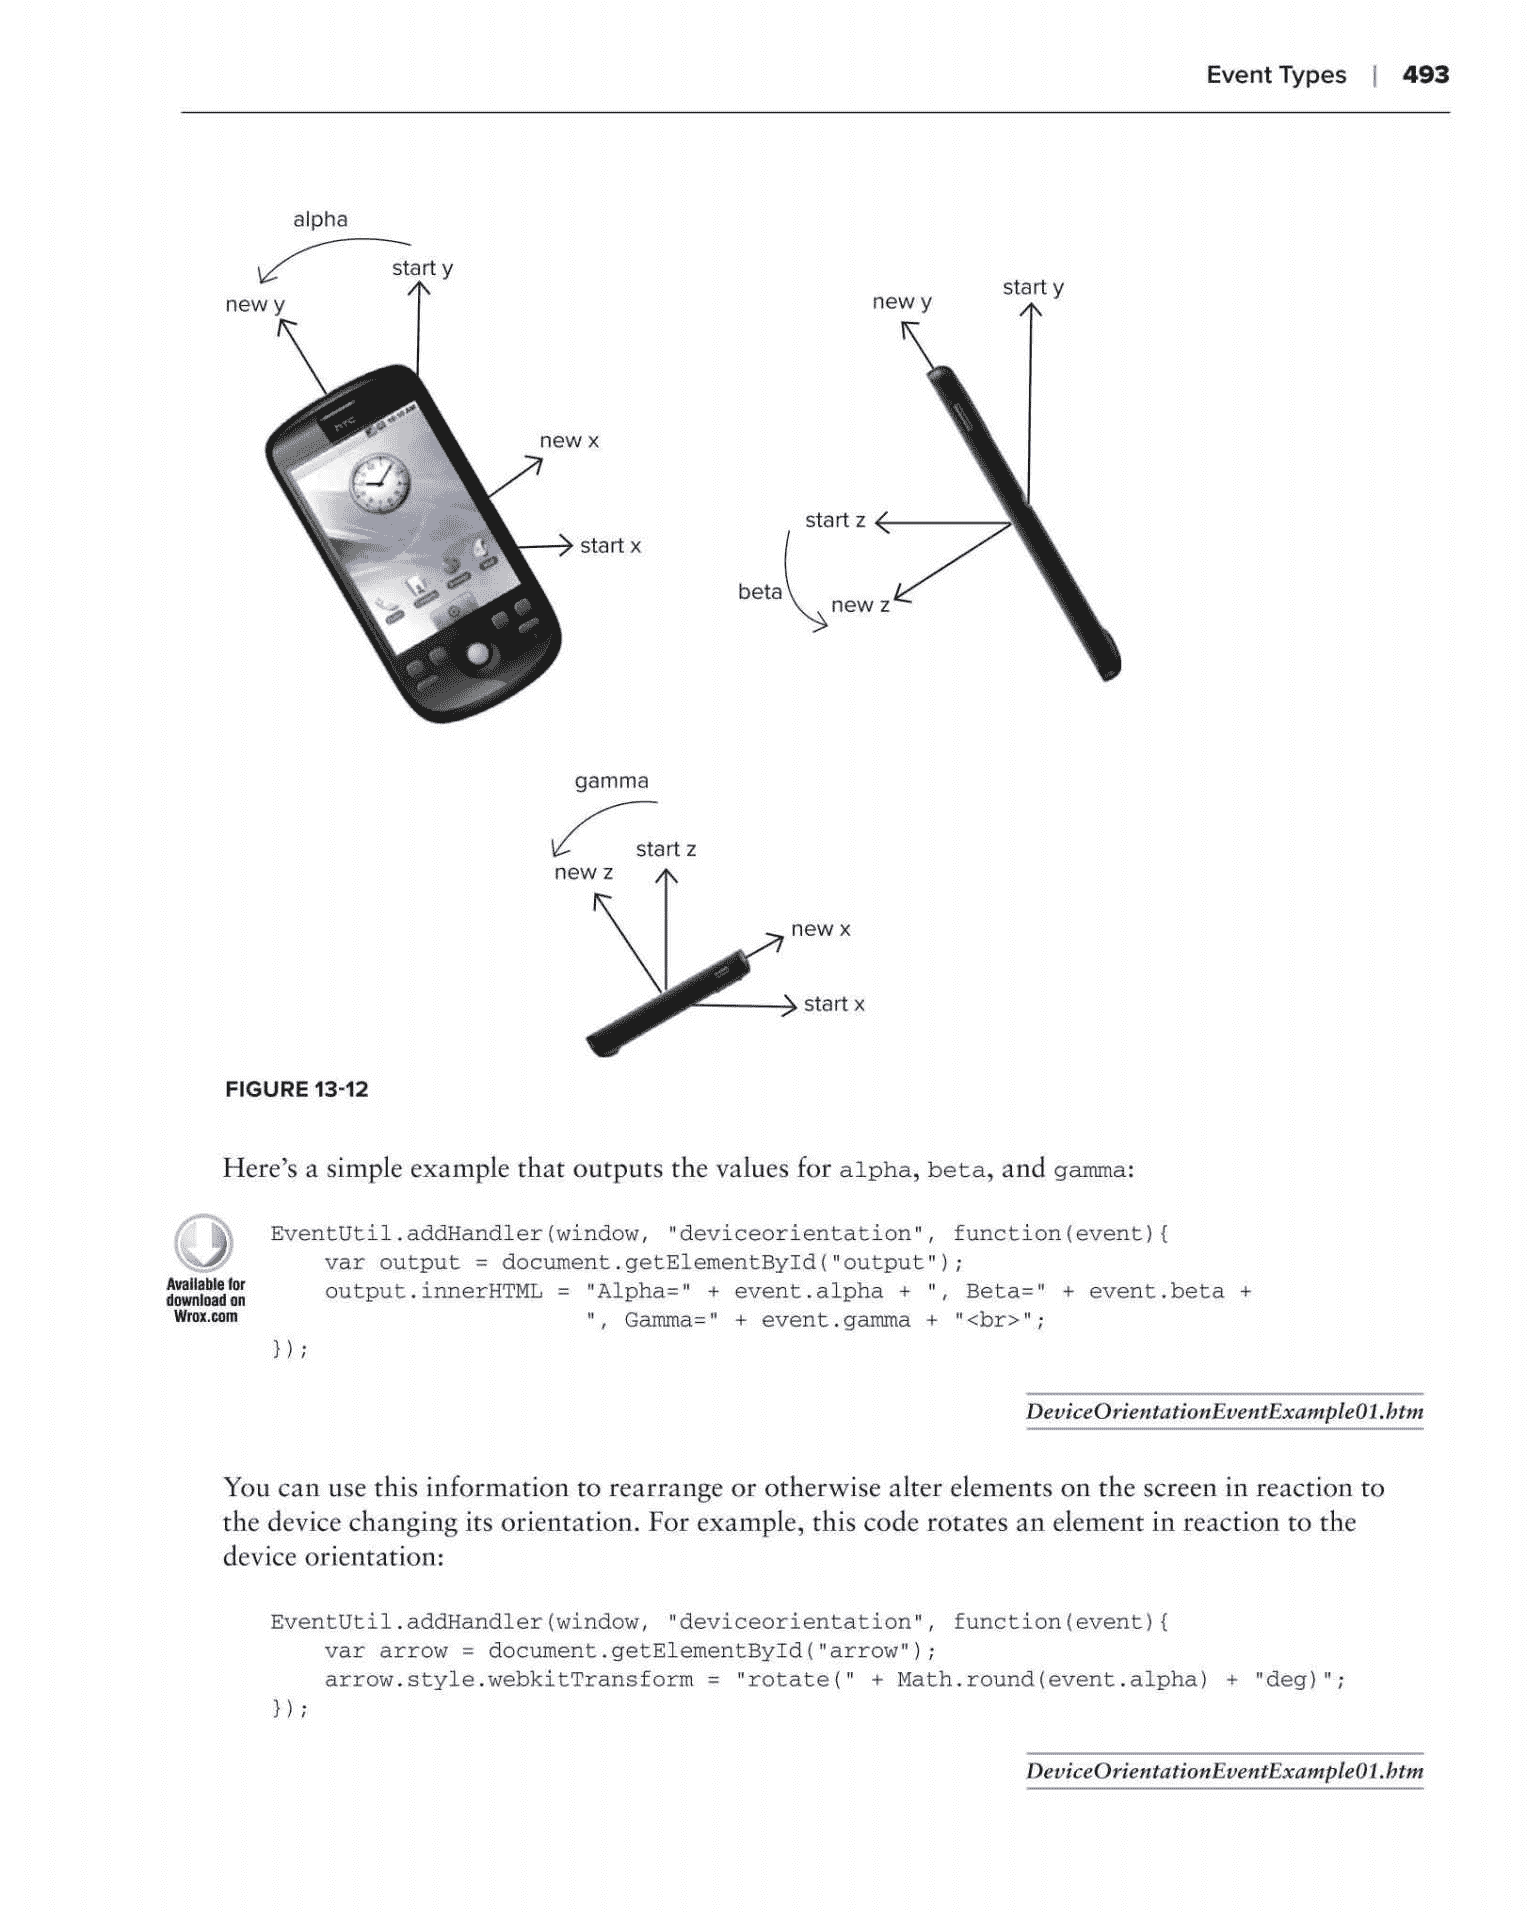 Event Types | 493
alpha
start y
new y
new x
start x
new y
start y
start z
beta
new z
gamma
start z
new z
new x
start x
FIGURE 13-12
Here's a simple example that outputs the values for alpha, beta, and gamma:
Available for
download on
Wrox.com
EventUtil.addHandler(window, "deviceorientation", function(event){
    var output = document.getElementById("output");
    output.innerHTML = "Alpha=" + event.alpha + ", Beta=" + event.beta +
                       ", Gamma=" + event.gamma + "<br>";
});
DeviceOrientationEventExample01.htm
You can use this information to rearrange or otherwise alter elements on the screen in reaction to
the device changing its orientation. For example, this code rotates an element in reaction to the
device orientation:
EventUtil.addHandler(window, "deviceorientation", function(event){
    var arrow = document.getElementById("arrow");
    arrow.style.webkitTransform = "rotate(" + Math.round(event.alpha) + "deg)";
});
DeviceOrientationEventExample01.htm